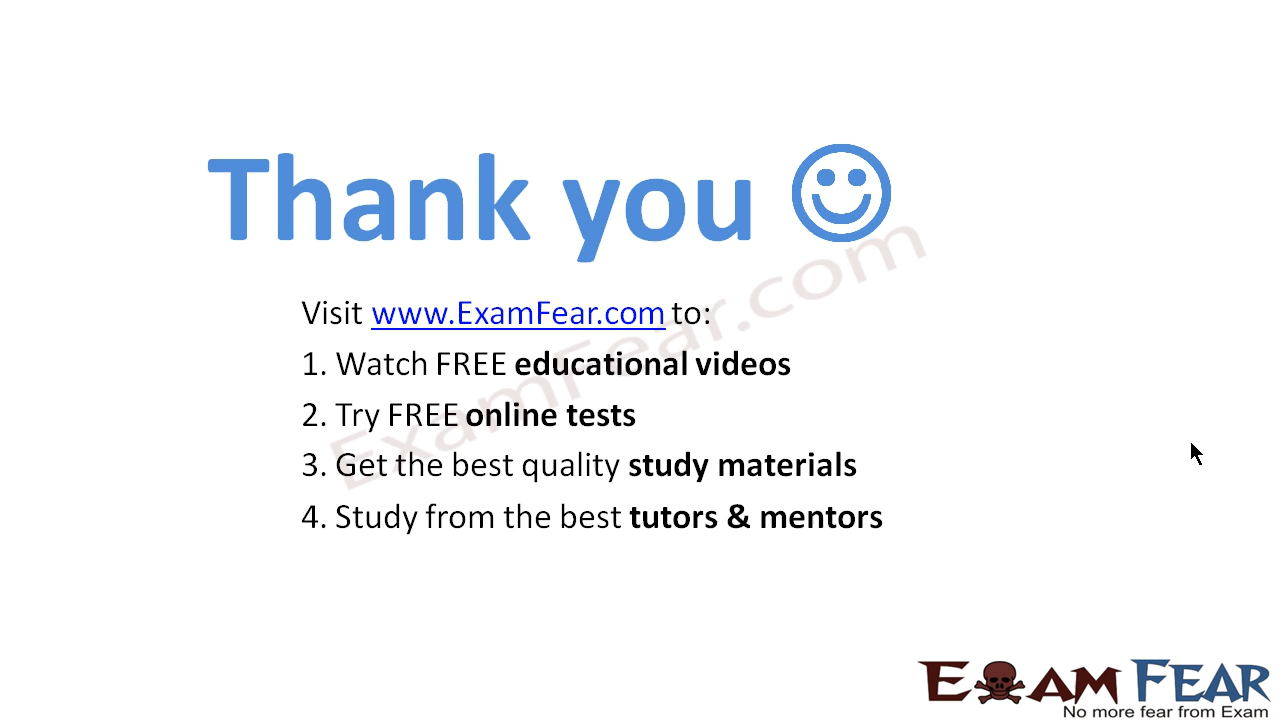 Thank you
Visit www.ExamFear.com to:
1. Watch FREE educational videos
2. Try FREE online tests
3. Get the best quality study materials
4. Study from the best tutors & mentors
ExamFear.com
EXAM FEAR
No more fear from Exam